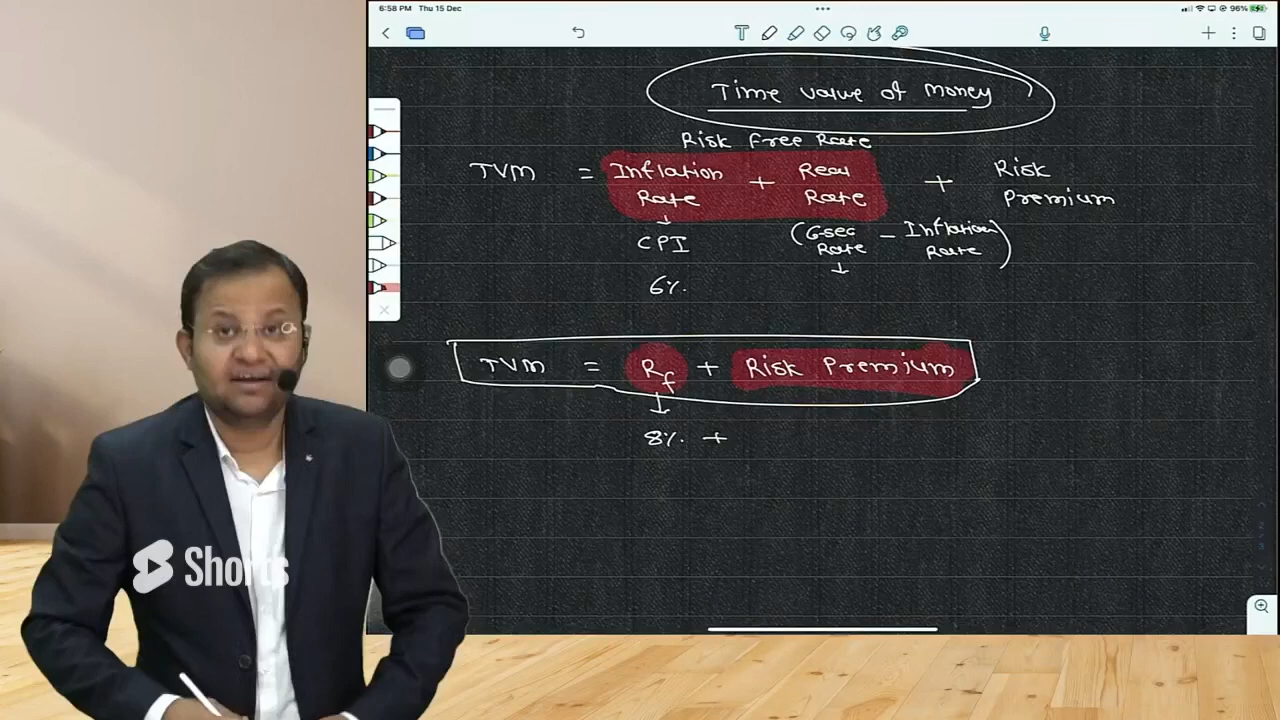 6:58 PM Thu 15 Dec
96%
T
Time value of money
Risk Free Rate
TVM = Inflation Rate + Real Rate + Risk Premium
CPI
(Gsec Rate - Inflation Rate)
6%.
TVM = Rf + Risk Premium
8%. +
Shorts